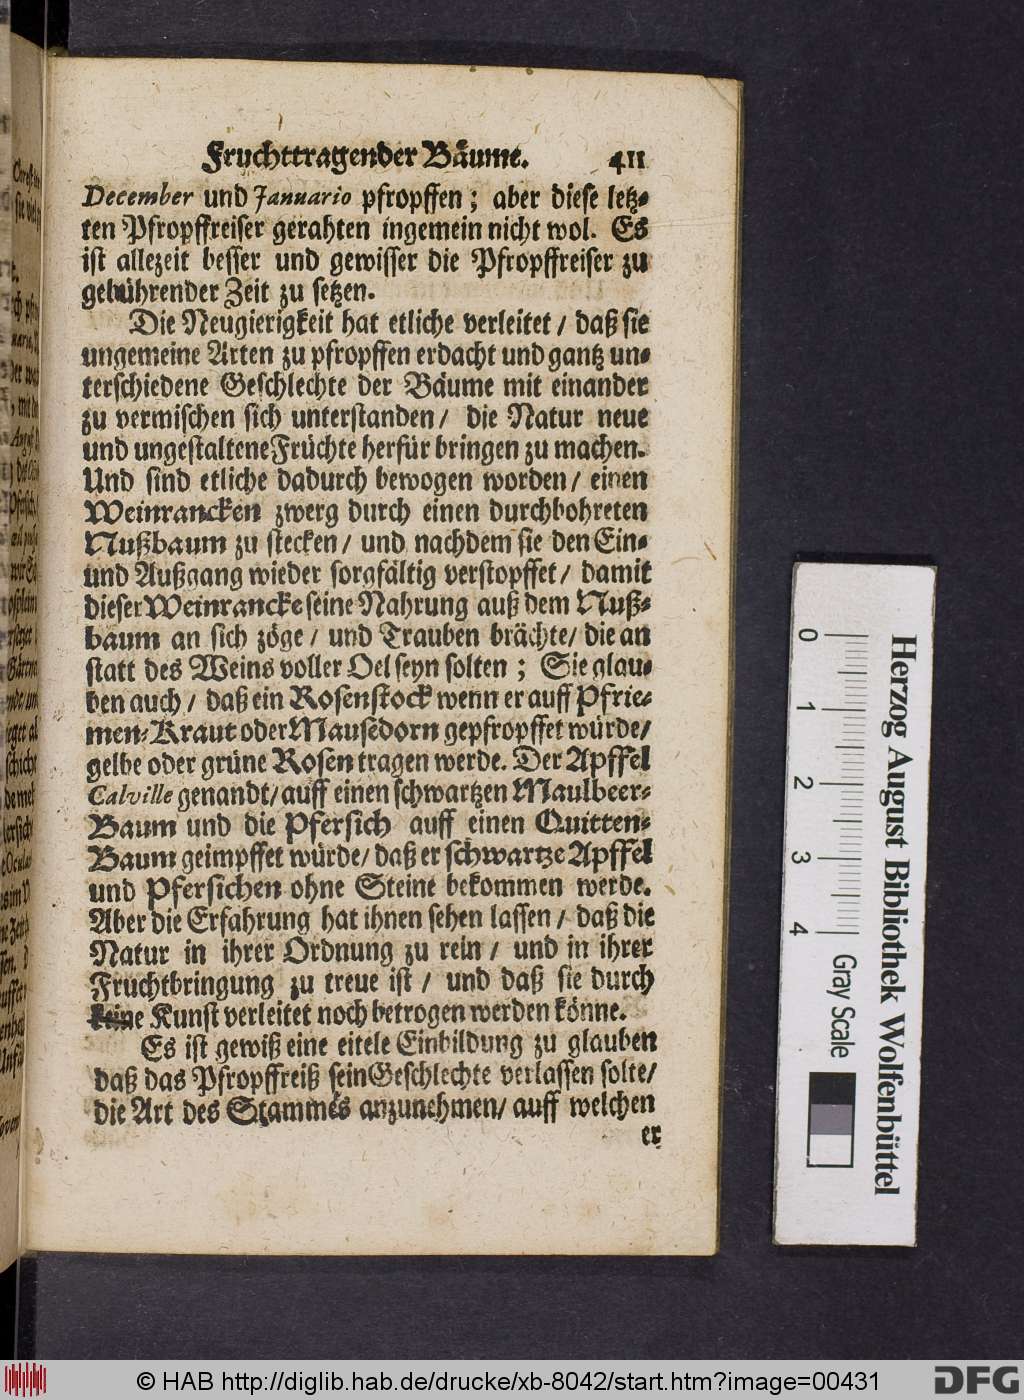 Fruchttragender Bäume. 411
December und Januario pfropffen; aber diese letz-
ten Pfropffreiser gerahten ingemein nicht wol. Es
ist allezeit besser und gewisser die Pfropffreiser zu
gebührender Zeit zu setzen.
Die Neugierigkeit hat etliche verleitet / daß sie
ungemeine Arten zu pfropffen erdacht und gantz un-
terschiedene Geschlechte der Bäume mit einander
zu vermischen sich unterstanden / die Natur neue
und ungestaltene Früchte herfür bringen zu machen.
Und sind etliche dadurch bewogen worden / einen
Weinrancken zwerg durch einen durchbohreten
Nußbaum zu stecken / und nachdem sie den Ein-
und Außgang wieder sorgfältig verstopffet / damit
dieser Weinrancke seine Nahrung auß dem Nuß-
baum an sich zöge / und Trauben brächte / die an
statt des Weins voller Oel seyn solten ; Sie glau-
ben auch / daß ein Rosenstock wenn er auff Pfrie-
men-Kraut oder Mausedorn gepfropffet würde /
gelbe oder grüne Rosen tragen werde. Der Apffel
Calville genandt / auff einen schwartzen Maulbeer-
Baum und die Pfersich auff einen Quitten-
Baum geimpffet würde / daß er schwartze Apffel
und Pfersichen ohne Steine bekommen werde.
Aber die Erfahrung hat ihnen sehen lassen / daß die
Natur in ihrer Ordnung zu rein / und in ihrer
Fruchtbringung zu treue ist / und daß sie durch
keine Kunst verleitet noch betrogen werden könne.
Es ist gewiß eine eitele Einbildung zu glauben
daß das Pfropffreiß sein Geschlechte verlassen solte /
die Art des Stammes anzunehmen / auff welchen
er
0 1 2 3 4
Gray Scale
Herzog August Bibliothek Wolfenbüttel
© HAB http://diglib.hab.de/drucke/xb-8042/start.htm?image=00431
DFG